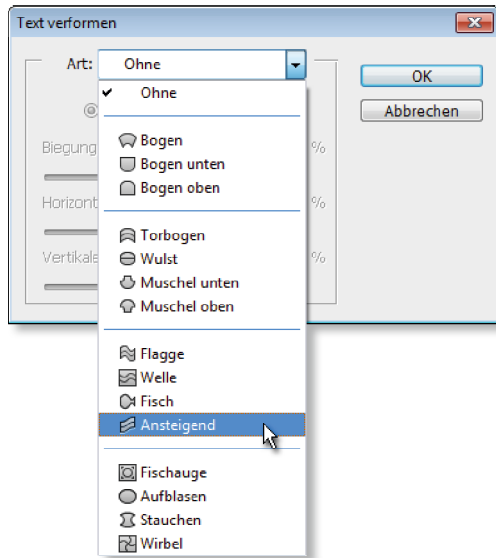 Text verformen
Art: Ohne
OK
Ohne
Abbrechen
Bogen
Biegung %
Bogen unten
Bogen oben
Horizont %
Torbogen
Wulst
Vertikale %
Muschel unten
Muschel oben
Flagge
Welle
Fisch
Ansteigend
Fischauge
Aufblasen
Stauchen
Wirbel